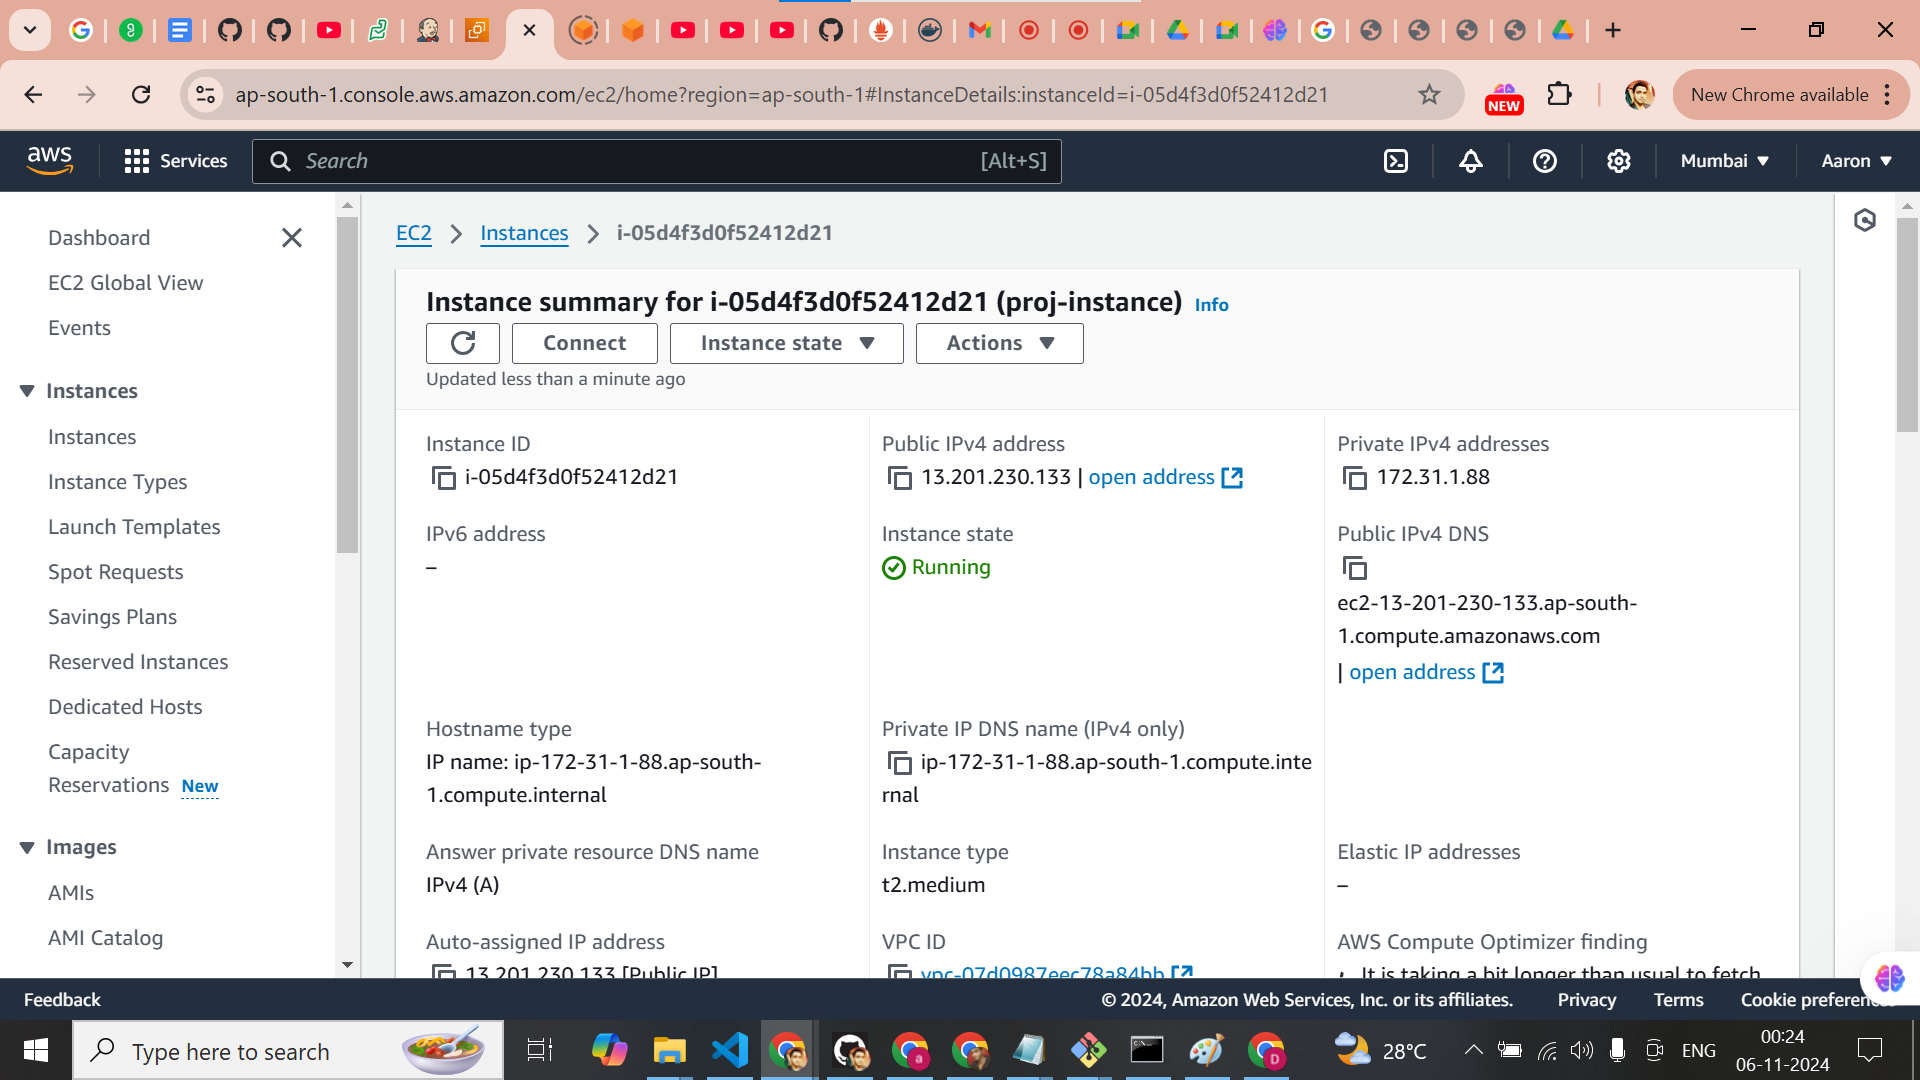 ap-south-1.console.aws.amazon.com/ec2/home?region=ap-south-1#InstanceDetails:instanceId=i-05d4f3d0f52412d21
NEW
New Chrome available
aws
Services
Search
[Alt+S]
Mumbai
Aaron
Dashboard
EC2 Global View
Events
Instances
Instances
Instance Types
Launch Templates
Spot Requests
Savings Plans
Reserved Instances
Dedicated Hosts
Capacity
Reservations New
Images
AMIs
AMI Catalog
EC2
Instances
i-05d4f3d0f52412d21
Instance summary for i-05d4f3d0f52412d21 (proj-instance) Info
Connect
Instance state
Actions
Updated less than a minute ago
Instance ID
i-05d4f3d0f52412d21
Public IPv4 address
13.201.230.133 | open address
Private IPv4 addresses
172.31.1.88
IPv6 address
–
Instance state
Running
Public IPv4 DNS
ec2-13-201-230-133.ap-south-
1.compute.amazonaws.com
| open address
Hostname type
IP name: ip-172-31-1-88.ap-south-
1.compute.internal
Private IP DNS name (IPv4 only)
ip-172-31-1-88.ap-south-1.compute.inte
rnal
Answer private resource DNS name
IPv4 (A)
Instance type
t2.medium
Elastic IP addresses
–
Auto-assigned IP address
13.201.230.133 [Public IP]
VPC ID
vpc-07d0987eec78a84bb
AWS Compute Optimizer finding
It is taking a bit longer than usual to fetch
Feedback
© 2024, Amazon Web Services, Inc. or its affiliates.
Privacy
Terms
Cookie preferences
Type here to search
28°C
ENG
00:24
06-11-2024